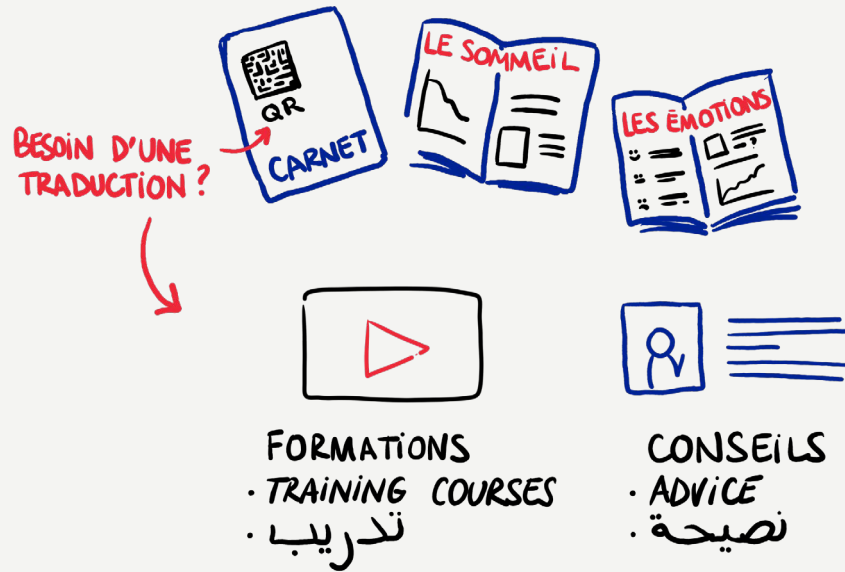 LE SOMMEIL
QR
CARNET
LES ÉMOTIONS
BESOIN D'UNE
TRADUCTION ?
FORMATIONS
· TRAINING COURSES
· تدريب
CONSEILS
· ADVICE
· نصيحة